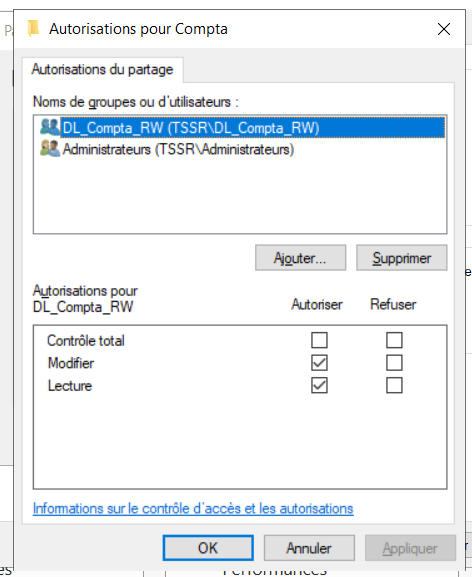 Autorisations pour Compta
Autorisations du partage
Noms de groupes ou d'utilisateurs :
DL_Compta_RW (TSSR\DL_Compta_RW)
Administrateurs (TSSR\Administrateurs)
Ajouter...
Supprimer
Autorisations pour
DL_Compta_RW
Autoriser
Refuser
Contrôle total
Modifier
Lecture
Informations sur le contrôle d'accès et les autorisations
OK
Annuler
Appliquer